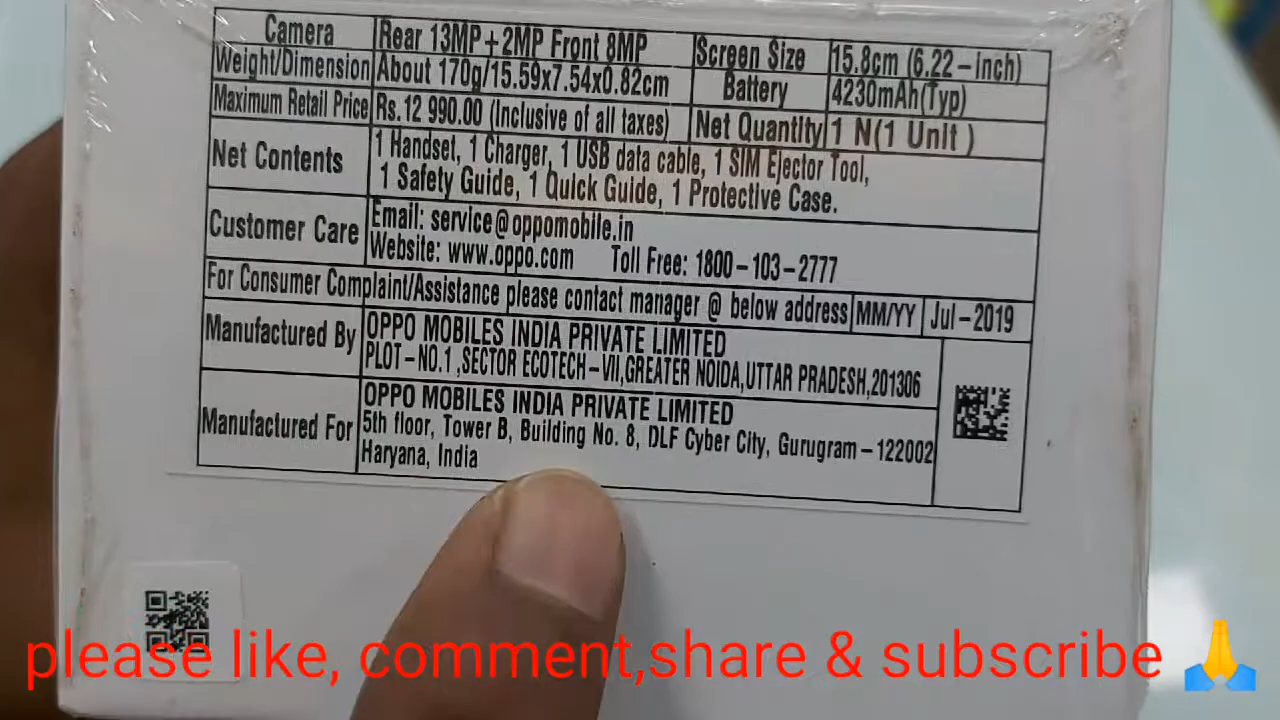 Camera Rear 13MP+2MP Front 8MP Screen Size 15.8cm (6.22-inch)
Weight/Dimension About 170g/15.59x7.54x0.82cm Battery 4230mAh(Typ)
Maximum Retail Price Rs.12 990.00 (Inclusive of all taxes) Net Quantity 1 N(1 Unit )
Net Contents 1 Handset, 1 Charger, 1 USB data cable, 1 SIM Ejector Tool,
1 Safety Guide, 1 Quick Guide, 1 Protective Case.
Customer Care Email: service@oppomobile.in
Website: www.oppo.com Toll Free: 1800-103-2777
For Consumer Complaint/Assistance please contact manager @ below address MM/YY Jul-2019
Manufactured By OPPO MOBILES INDIA PRIVATE LIMITED
PLOT-NO.1 ,SECTOR ECOTECH-VII,GREATER NOIDA,UTTAR PRADESH,201306
Manufactured For OPPO MOBILES INDIA PRIVATE LIMITED
5th floor, Tower B, Building No. 8, DLF Cyber City, Gurugram-122002
Haryana, India
please like, comment,share & subscribe 🙏